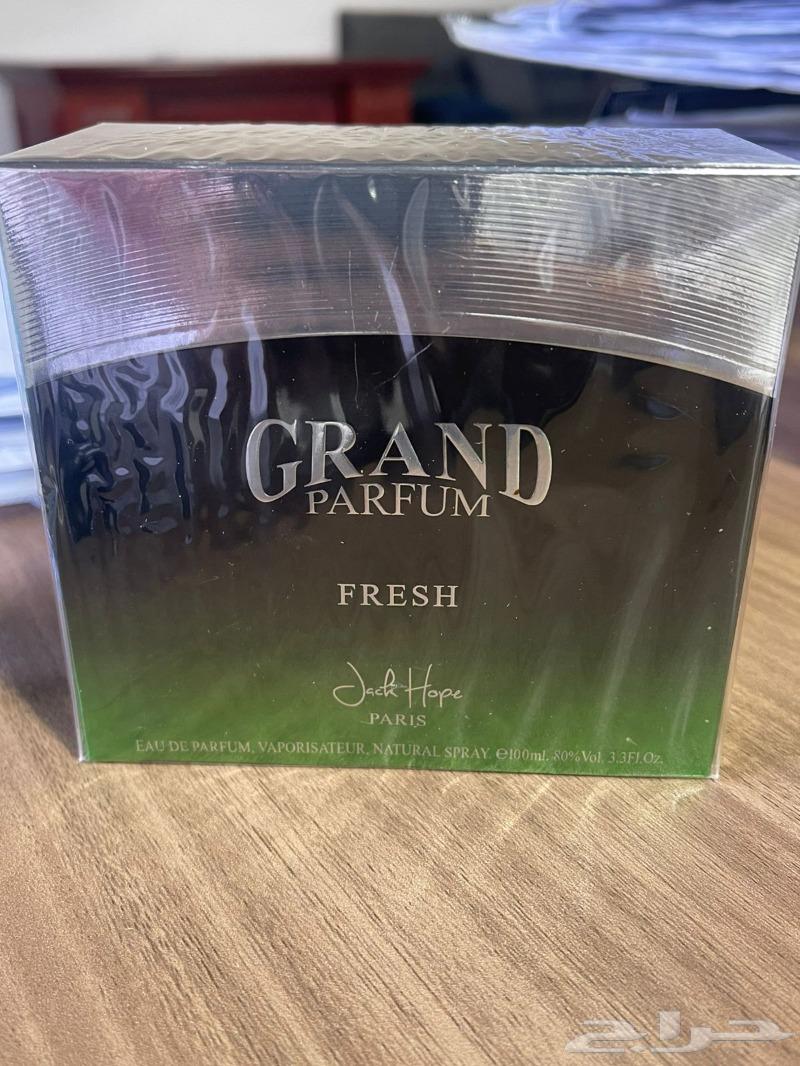 GRAND
PARFUM
FRESH
Jack Hope
PARIS
EAU DE PARFUM, VAPORISATEUR, NATURAL SPRAY ℮100ml. 80%Vol. 3.3Fl.Oz.
حراج